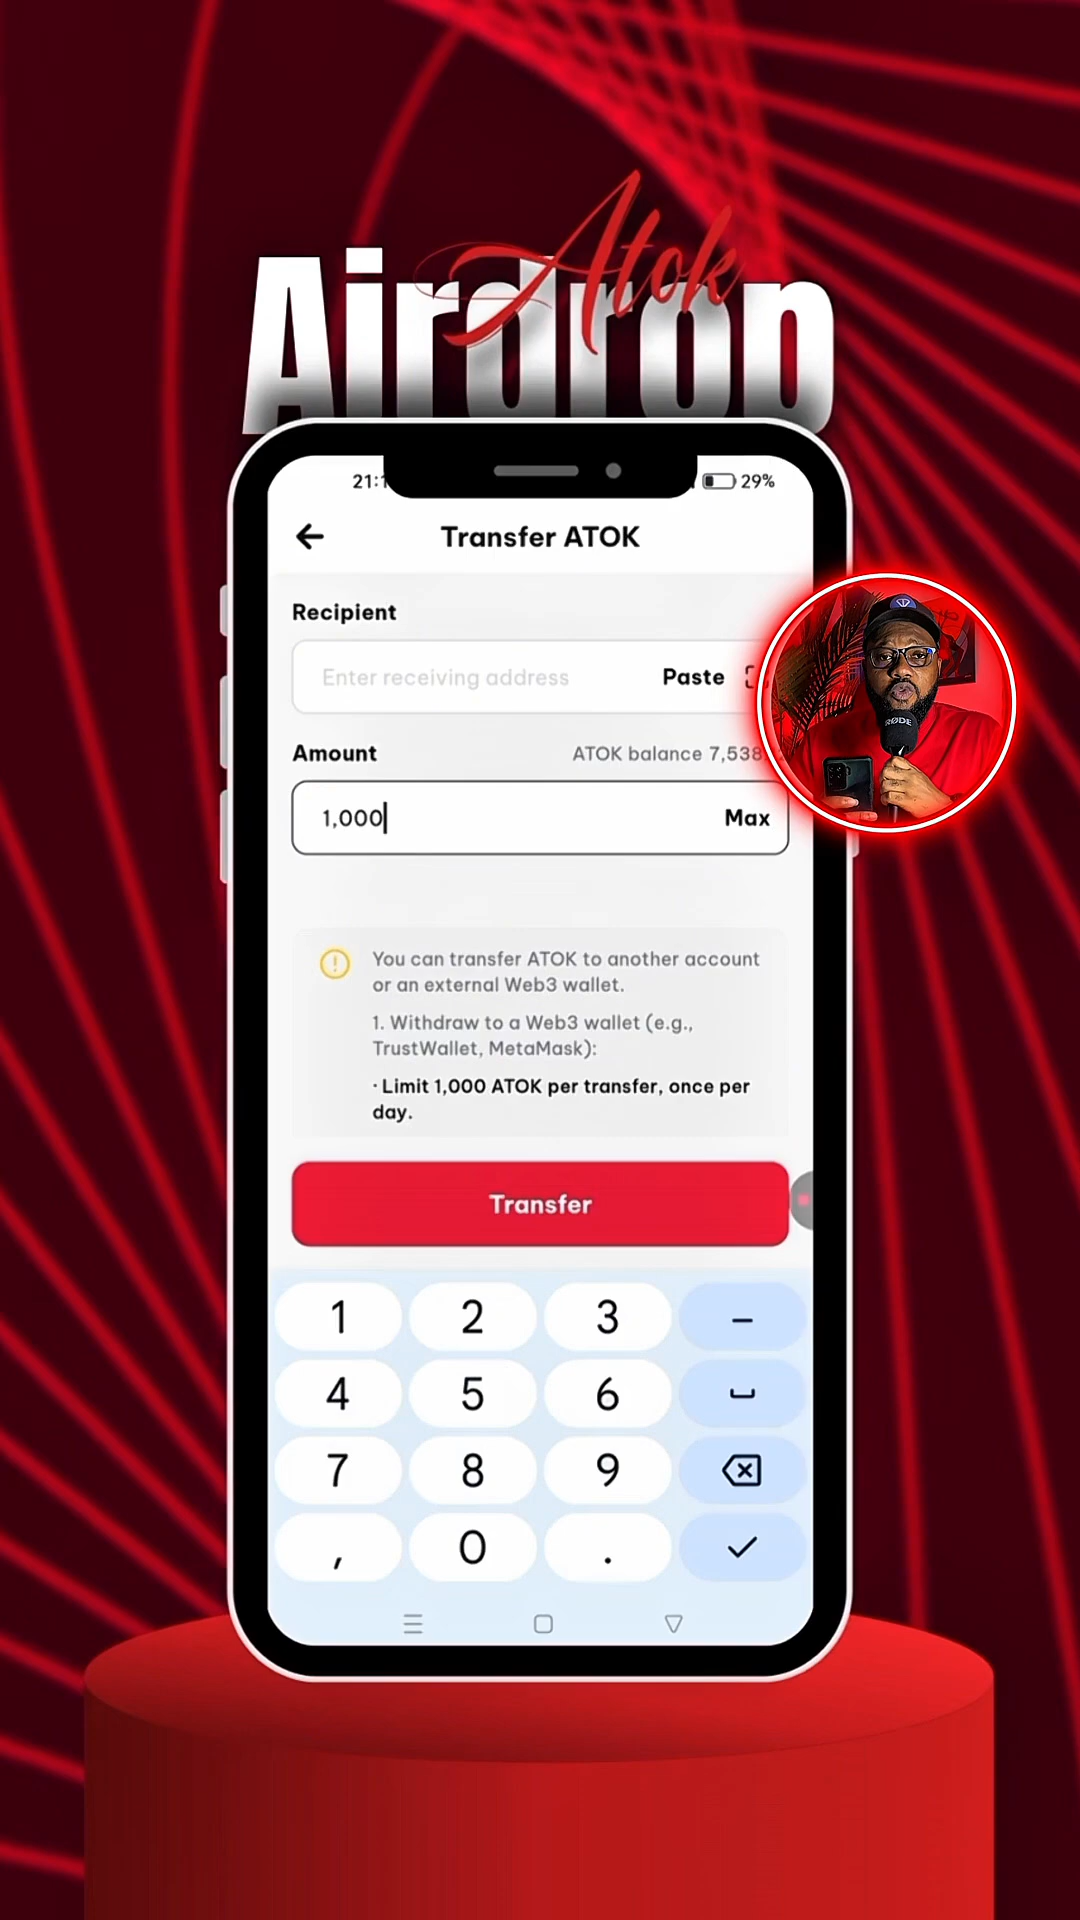 Airdrop
Atok
29%
Transfer ATOK
Recipient
Enter receiving address
Paste
Amount
ATOK balance 7,538
1,000
Max
You can transfer ATOK to another account
or an external Web3 wallet.
1. Withdraw to a Web3 wallet (e.g.,
TrustWallet, MetaMask):
· Limit 1,000 ATOK per transfer, once per
day.
Transfer
1 2 3 –
4 5 6
7 8 9
, 0 .
RØDE